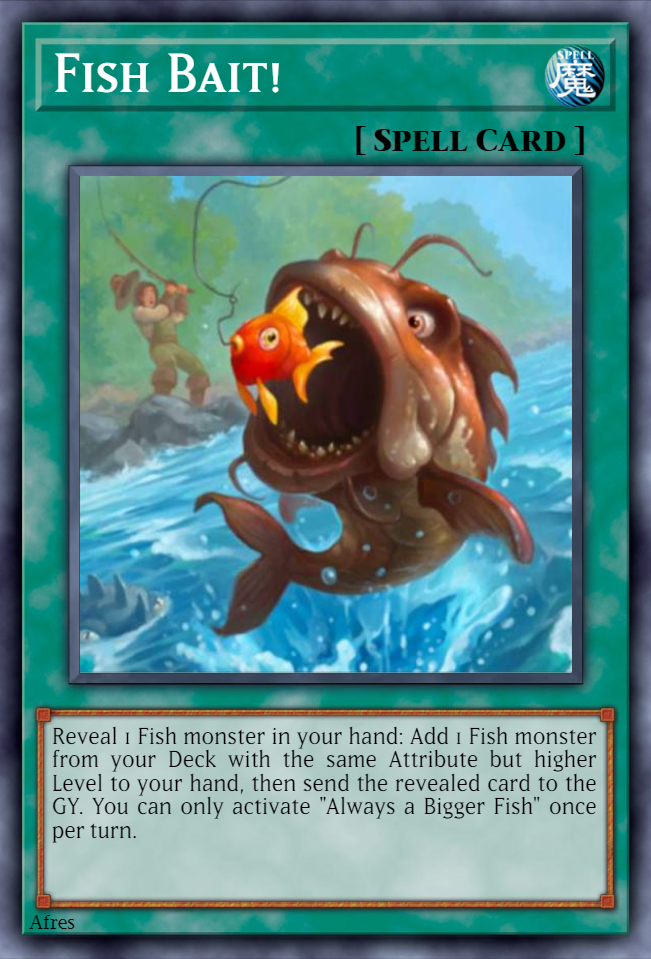 Fish Bait!
SPELL
魔
[ Spell Card ]
Reveal 1 Fish monster in your hand: Add 1 Fish monster
from your Deck with the same Attribute but higher
Level to your hand, then send the revealed card to the
GY. You can only activate "Always a Bigger Fish" once
per turn.
Afres